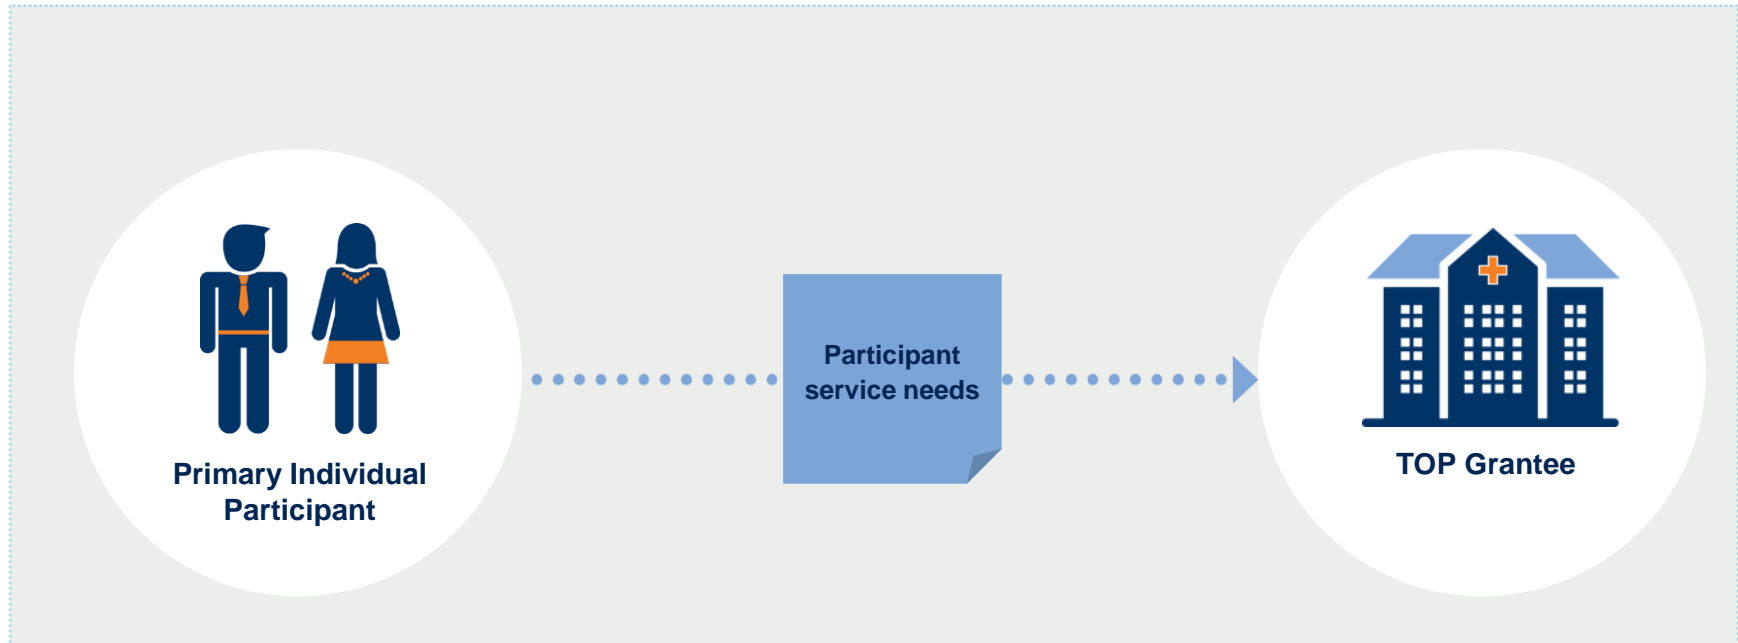 Primary Individual
Participant
Participant
service needs
TOP Grantee